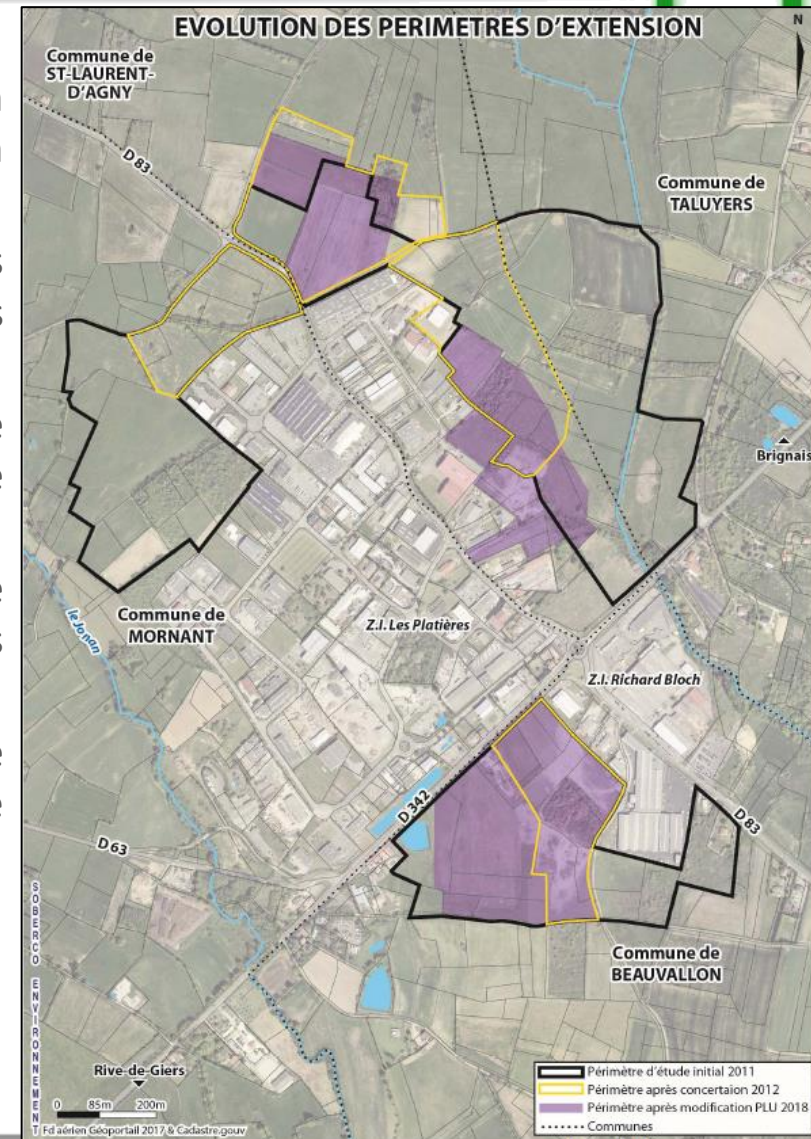 EVOLUTION DES PERIMETRES D'EXTENSION
N
Commune de
ST-LAURENT-
D'AGNY
D 83
Commune de
TALUYERS
Brignais
Commune de
MORNANT
le Jonan
Z.I. Les Platières
Z.I. Richard Bloch
D 342
D 83
D 63
Commune de
BEAUVALLON
Rive-de-Giers
0 85m 200m
SOBERCO ENVIRONNEMENT
Fd aérien Géoportail 2017 & Cadastre.gouv
Périmètre d'étude initial 2011
Périmètre après concertaion 2012
Périmètre après modification PLU 2018
Communes